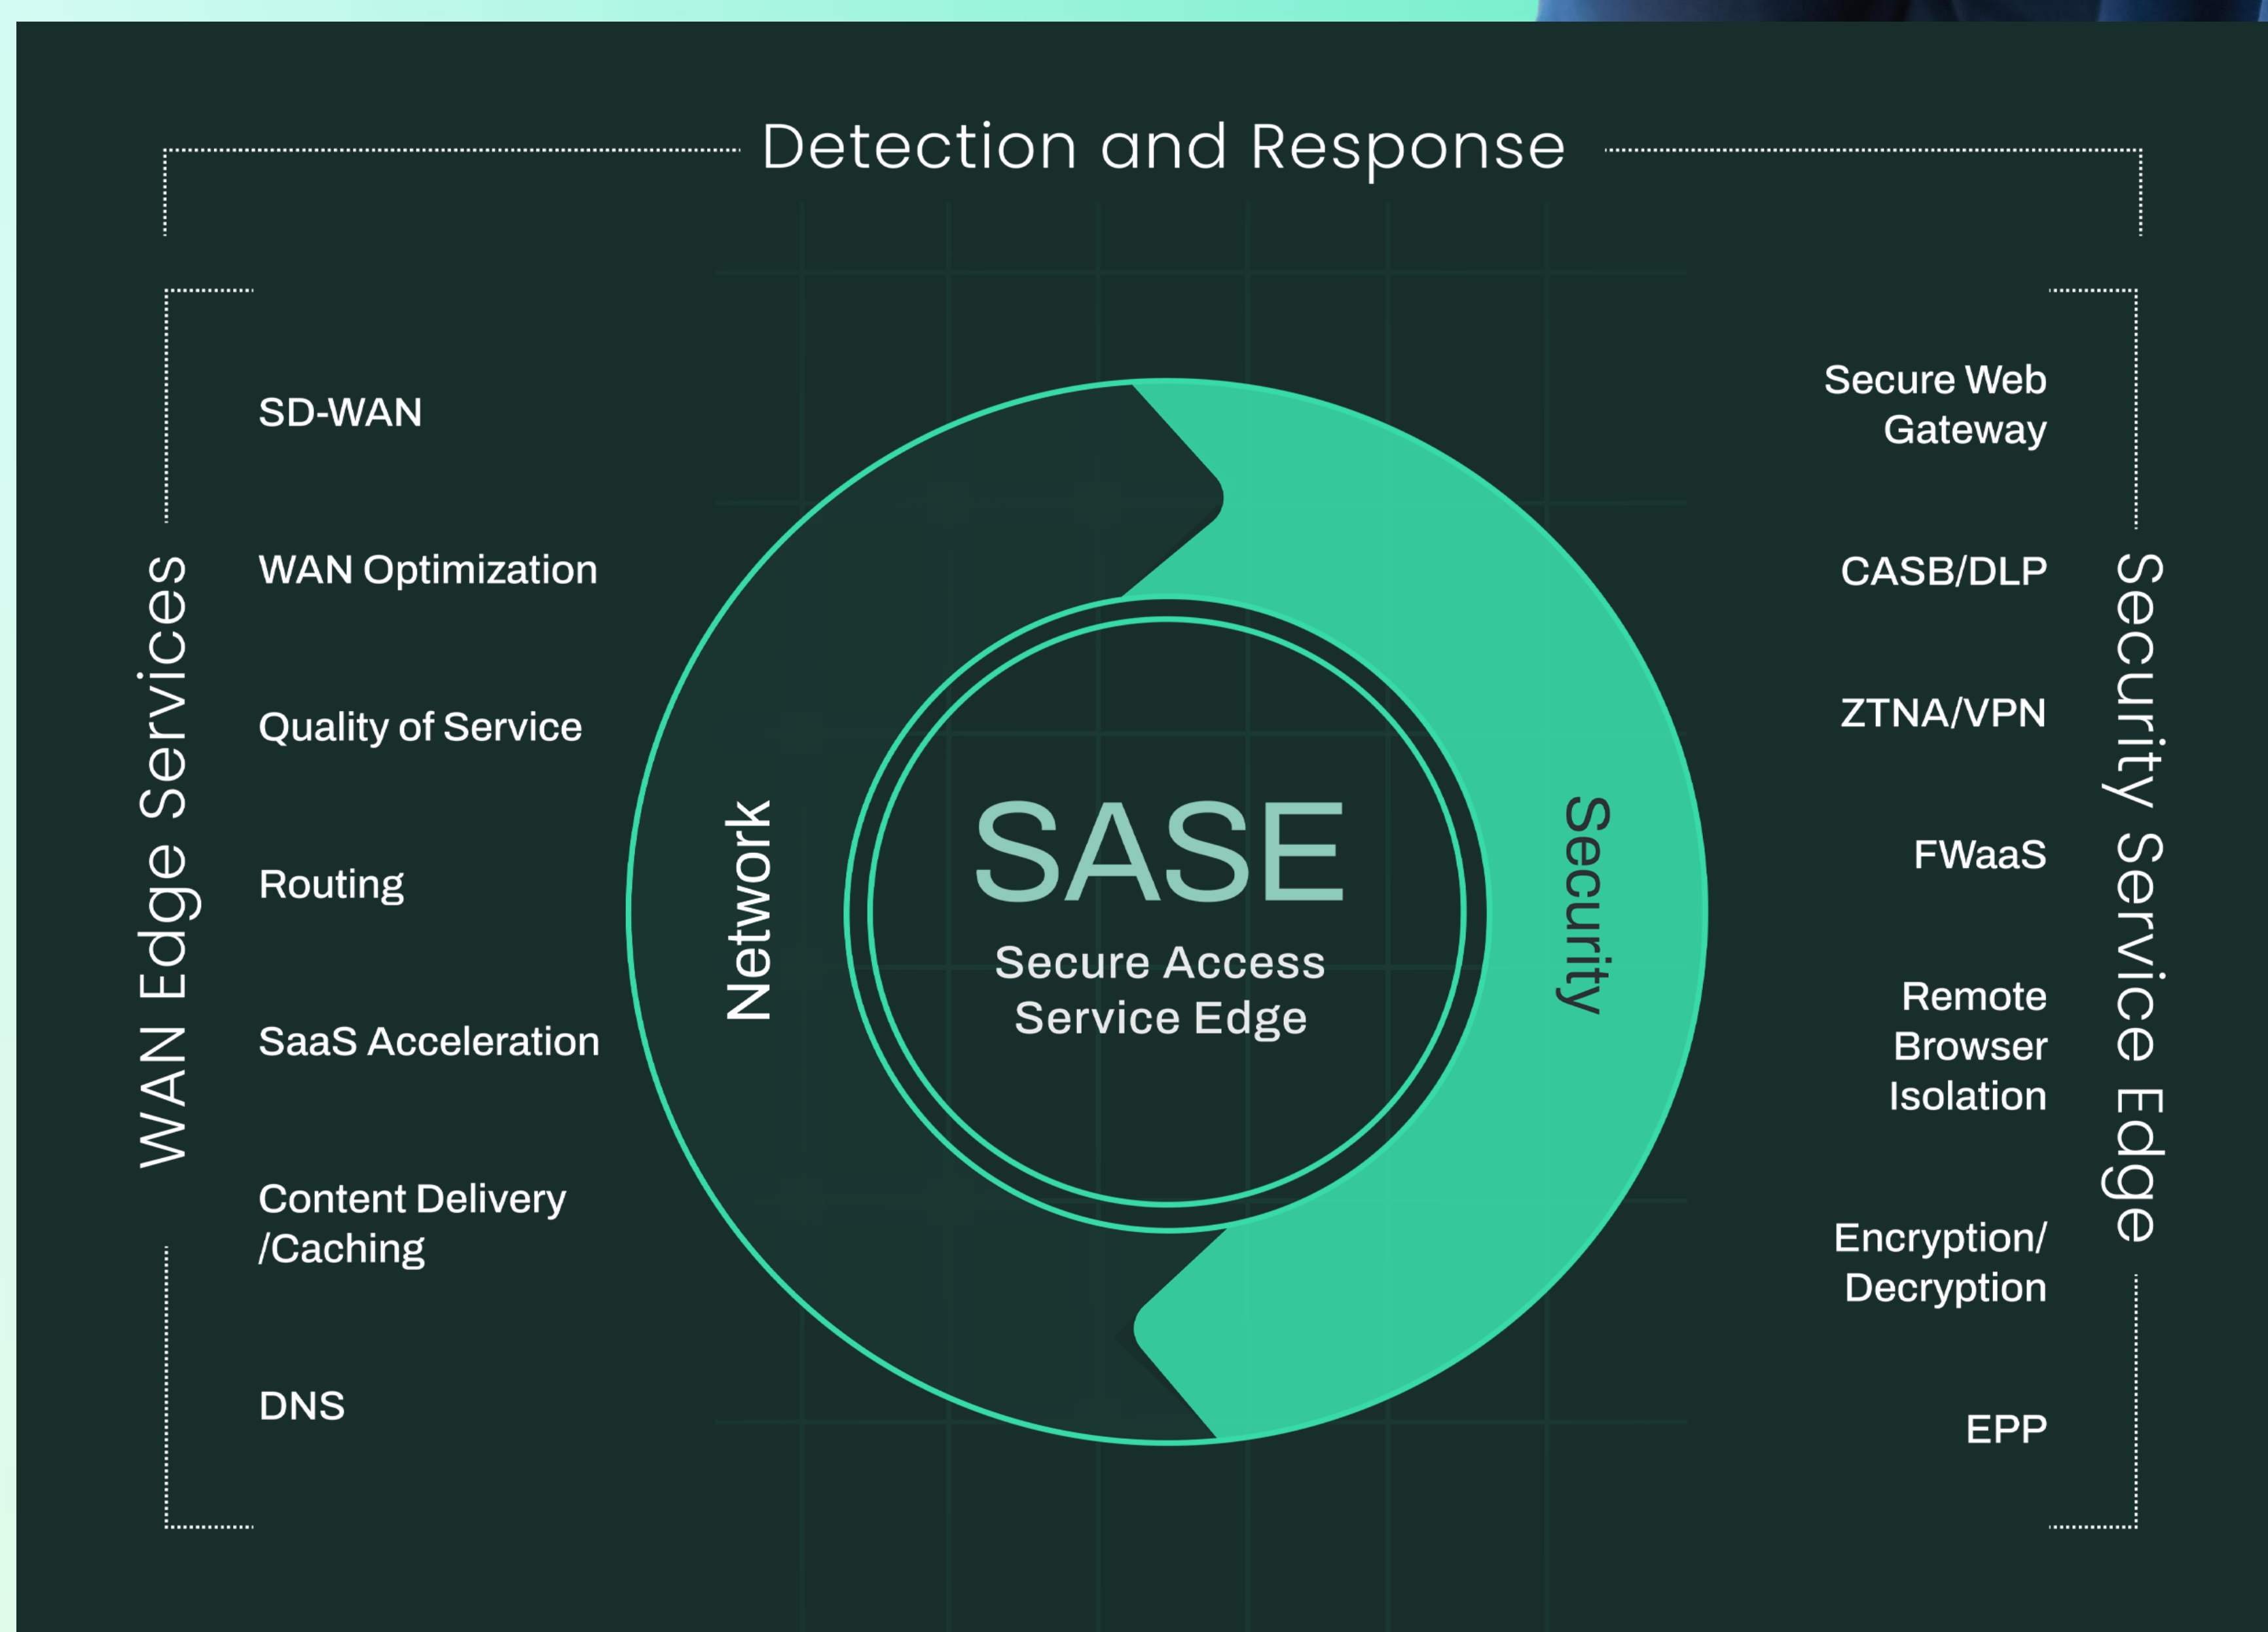 Detection and Response
WAN Edge Services
SD-WAN
WAN Optimization
Quality of Service
Routing
SaaS Acceleration
Content Delivery
/Caching
DNS
Network
SASE
Secure Access
Service Edge
Security
Secure Web
Gateway
CASB/DLP
ZTNA/VPN
FWaaS
Remote
Browser
Isolation
Encryption/
Decryption
EPP
Security Service Edge